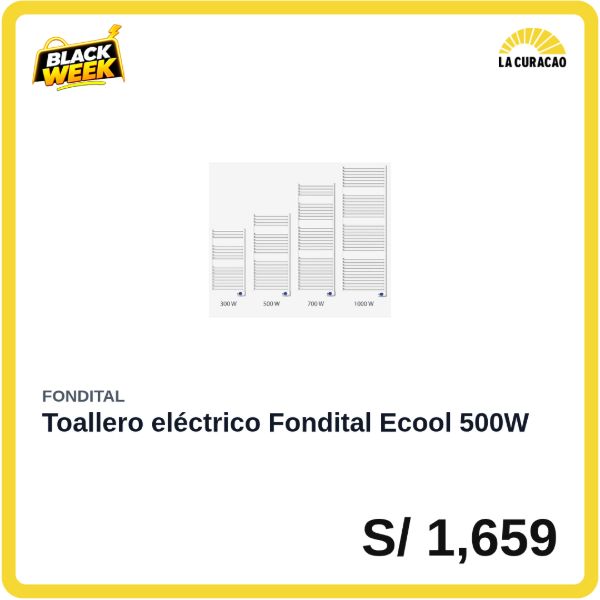 BLACK
WEEK
LA CURACAO
300 W
500 W
700 W
1000 W
FONDITAL
Toallero eléctrico Fondital Ecool 500W
S/ 1,659